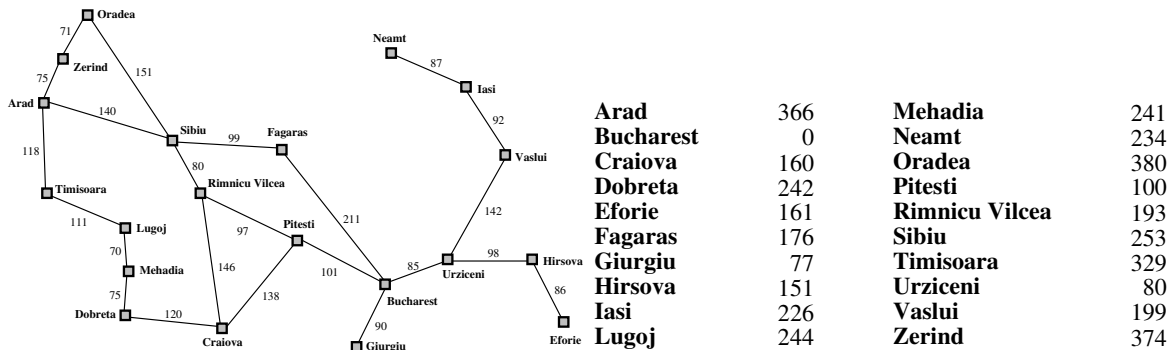 Oradea
71
Neamt
87
Zerind
151
75
Iasi
Arad
140
92
Sibiu
99
Fagaras
118
80
Vaslui
Timisoara
Rimnicu Vilcea
142
111
Lugoj
97
Pitesti
211
70
98
Hirsova
Mehadia
146
101
85
Urziceni
75
138
86
Bucharest
Dobreta
120
90
Craiova
Eforie
Giurgiu
Arad 366
Bucharest 0
Craiova 160
Dobreta 242
Eforie 161
Fagaras 176
Giurgiu 77
Hirsova 151
Iasi 226
Lugoj 244
Mehadia 241
Neamt 234
Oradea 380
Pitesti 100
Rimnicu Vilcea 193
Sibiu 253
Timisoara 329
Urziceni 80
Vaslui 199
Zerind 374